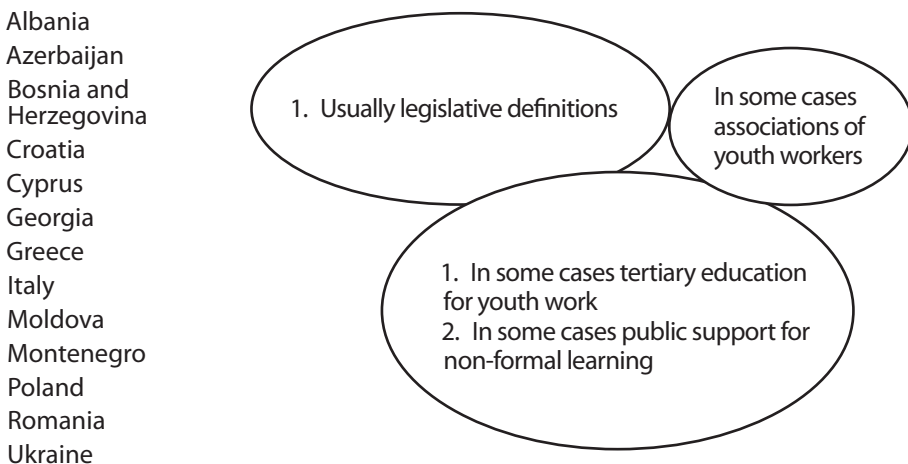 Albania
Azerbaijan
Bosnia and
Herzegovina
Croatia
Cyprus
Georgia
Greece
Italy
Moldova
Montenegro
Poland
Romania
Ukraine
1. Usually legislative definitions
In some cases
associations of
youth workers
1. In some cases tertiary education
for youth work
2. In some cases public support for
non-formal learning